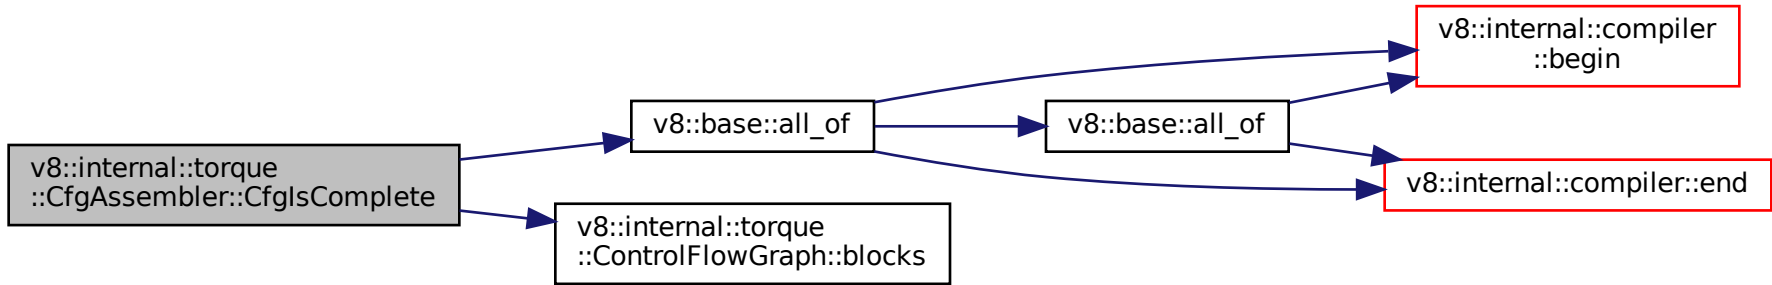 v8::internal::torque
::CfgAssembler::CfgIsComplete
v8::base::all_of
v8::internal::torque
::ControlFlowGraph::blocks
v8::base::all_of
v8::internal::compiler
::begin
v8::internal::compiler::end